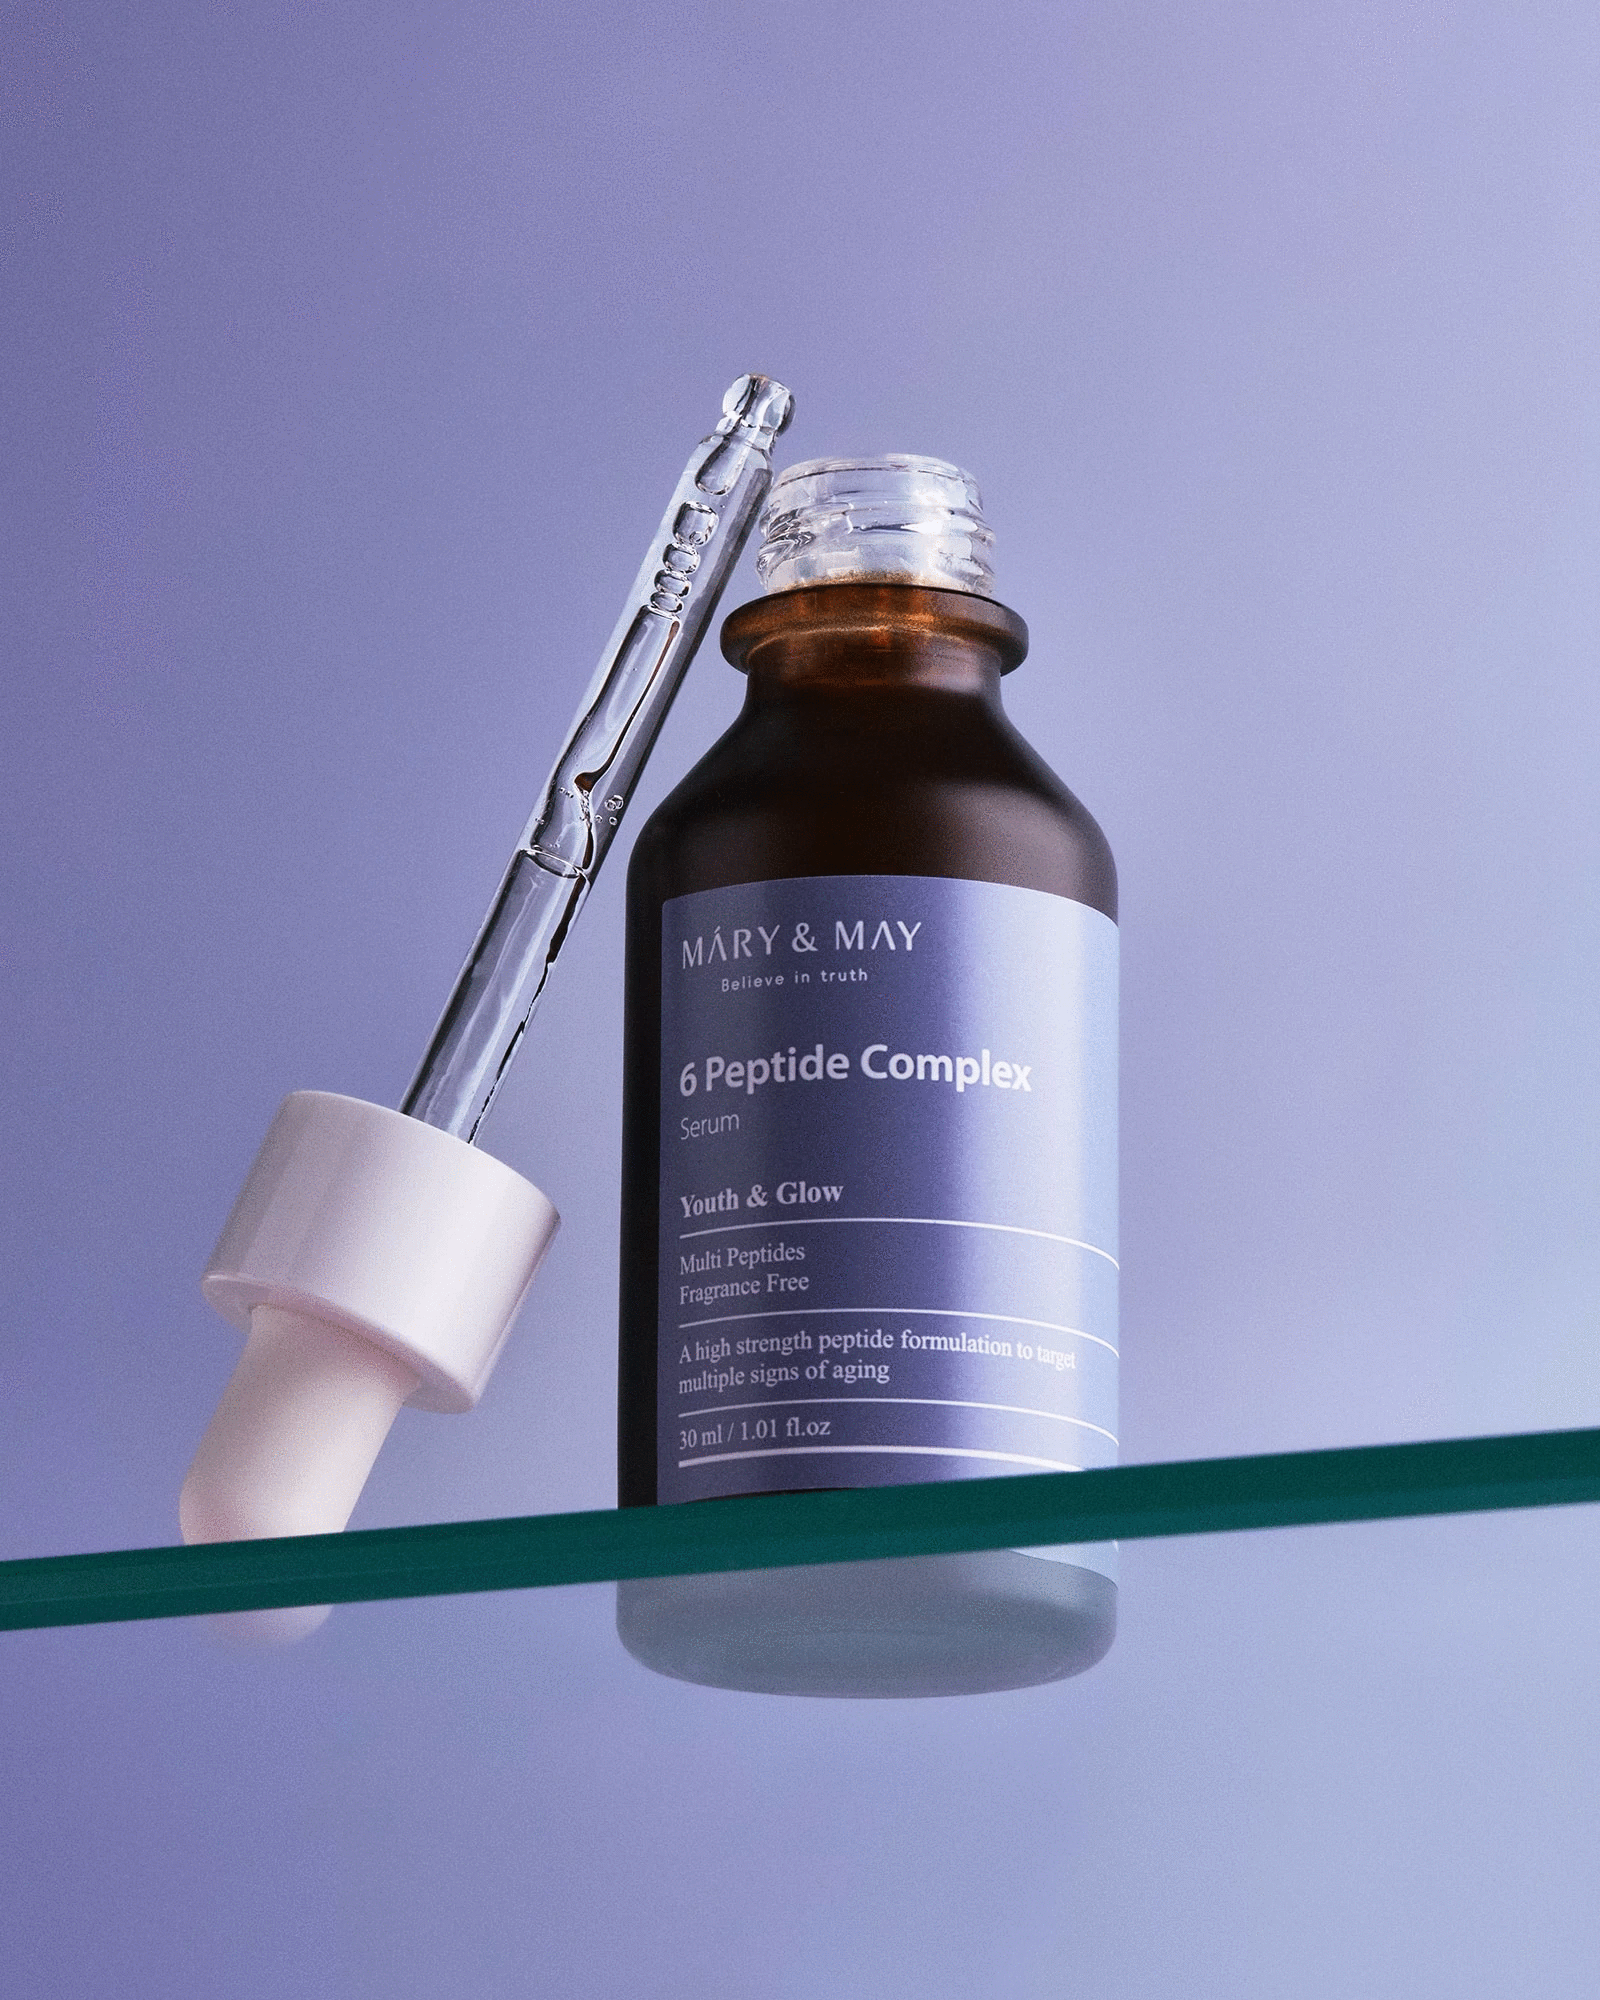 MÁRY & MAY
Believe in truth
6 Peptide Complex
Serum
Youth & Glow
Multi Peptides
Fragrance Free
A high strength peptide formulation to target
multiple signs of aging
30 ml / 1.01 fl.oz